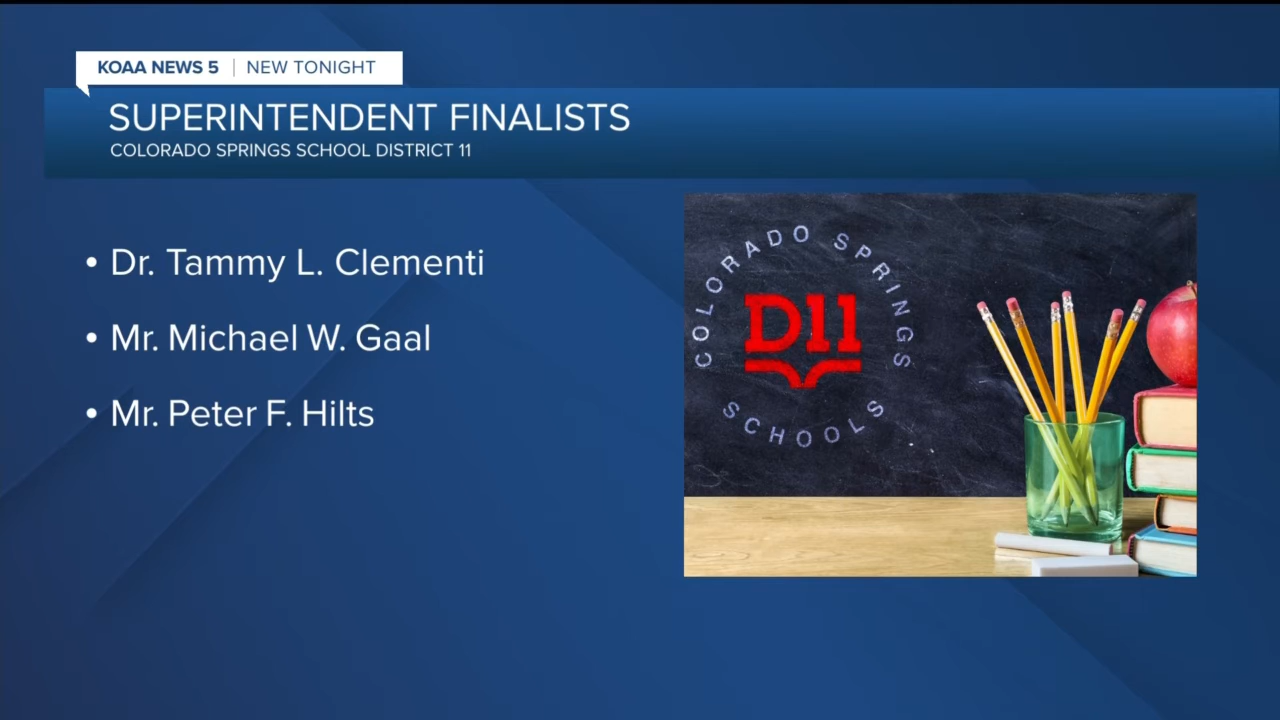 KOAA NEWS 5 | NEW TONIGHT
SUPERINTENDENT FINALISTS
COLORADO SPRINGS SCHOOL DISTRICT 11
• Dr. Tammy L. Clementi
• Mr. Michael W. Gaal
• Mr. Peter F. Hilts
COLORADO SPRINGS
D11
SCHOOLS